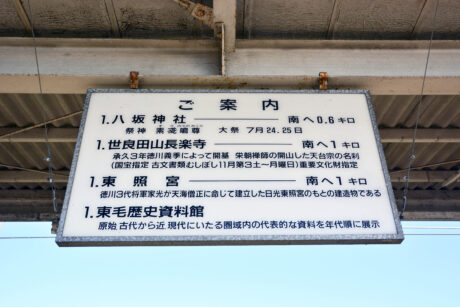 ご案内
1.八坂神社 ── 南へ0.6キロ
祭神 素戔嗚尊 大祭 7月24.25日
1.世良田山長楽寺 ── 南へ1キロ
承久3年徳川義季によって開基 栄朝禅師の開山した天台宗の名刹
(国宝指定 古文書類むしぼし11月第3土~月曜日)重要文化財指定
1.東照宮 ── 南へ1キロ
徳川3代将軍家光が天海僧正に命じて建立した日光東照宮のもとの建造物である
1.東毛歴史資料館
原始.古代から近.現代にいたる圏域内の代表的な資料を年代順に展示